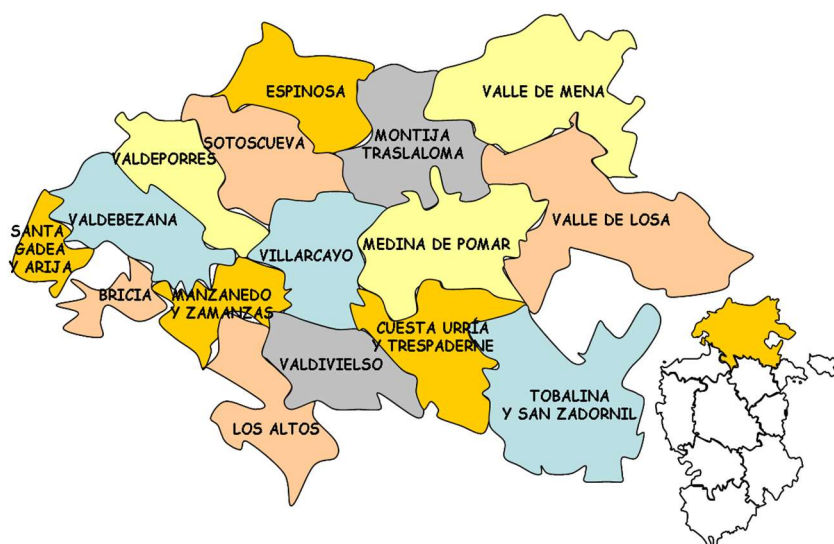 ESPINOSA
VALLE DE MENA
SOTOSCUEVA
MONTIJA
TRASLALOMA
VALDEPORRES
VALDEBEZANA
VALLE DE LOSA
SANTA
GADEA
Y ARIJA
VILLARCAYO
MEDINA DE POMAR
BRICIA
MANZANEDO
Y ZAMANZAS
CUESTA URRÍA
Y TRESPADERNE
VALDIVIELSO
TOBALINA
Y SAN ZADORNIL
LOS ALTOS